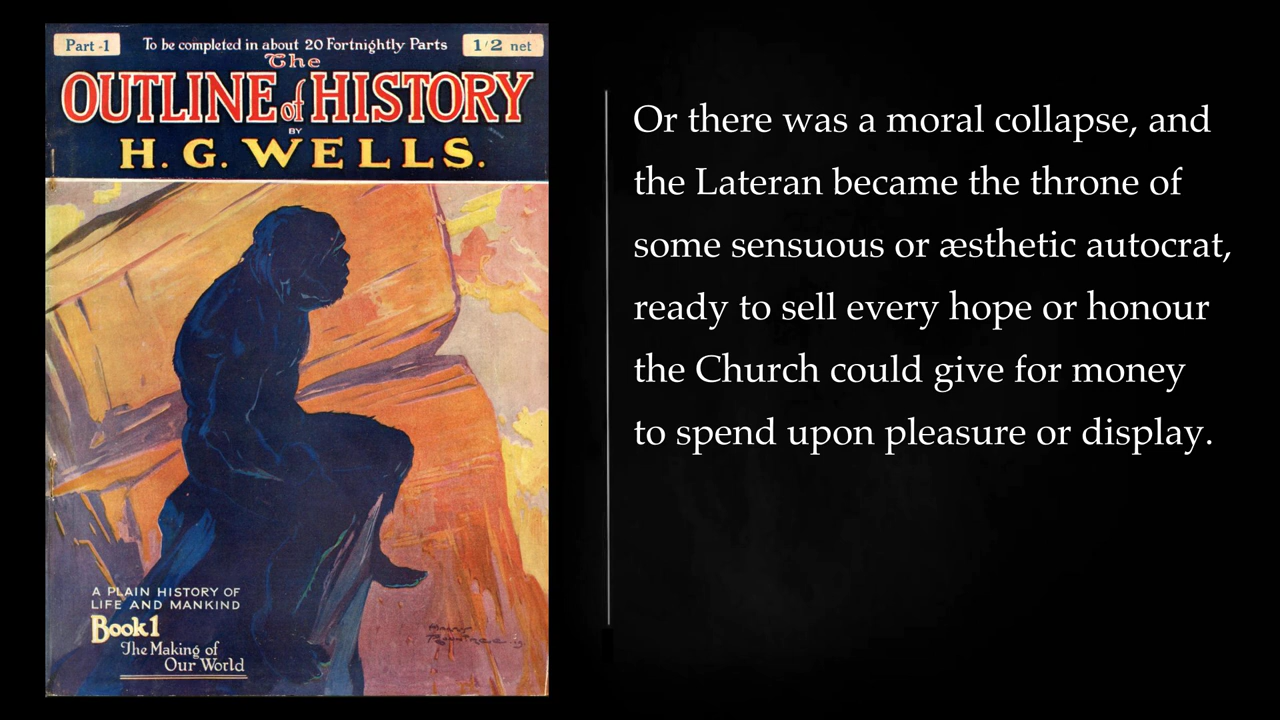 Part -1
To be completed in about 20 Fortnightly Parts
1/2 net
The
OUTLINE of HISTORY
BY
H. G. WELLS.
A PLAIN HISTORY OF
LIFE AND MANKIND
Book 1
The Making of
Our World
Or there was a moral collapse, and
the Lateran became the throne of
some sensuous or æsthetic autocrat,
ready to sell every hope or honour
the Church could give for money
to spend upon pleasure or display.